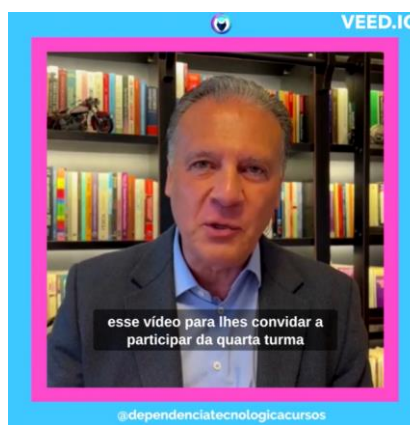 VEED.IO
esse vídeo para lhes convidar a
participar da quarta turma
@dependenciatecnologicacursos